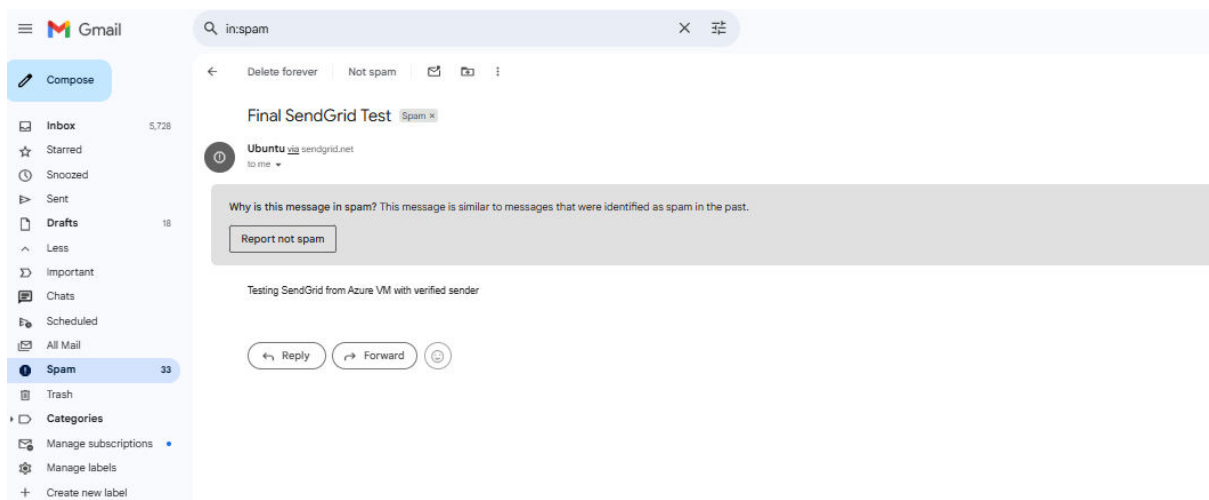 Gmail
in:spam
Compose
Inbox 5,728
Starred
Snoozed
Sent
Drafts 18
Less
Important
Chats
Scheduled
All Mail
Spam 33
Trash
Categories
Manage subscriptions
Manage labels
Create new label
Delete forever Not spam
Final SendGrid Test Spam ×
Ubuntu via sendgrid.net
to me
Why is this message in spam? This message is similar to messages that were identified as spam in the past.
Report not spam
Testing SendGrid from Azure VM with verified sender
Reply Forward